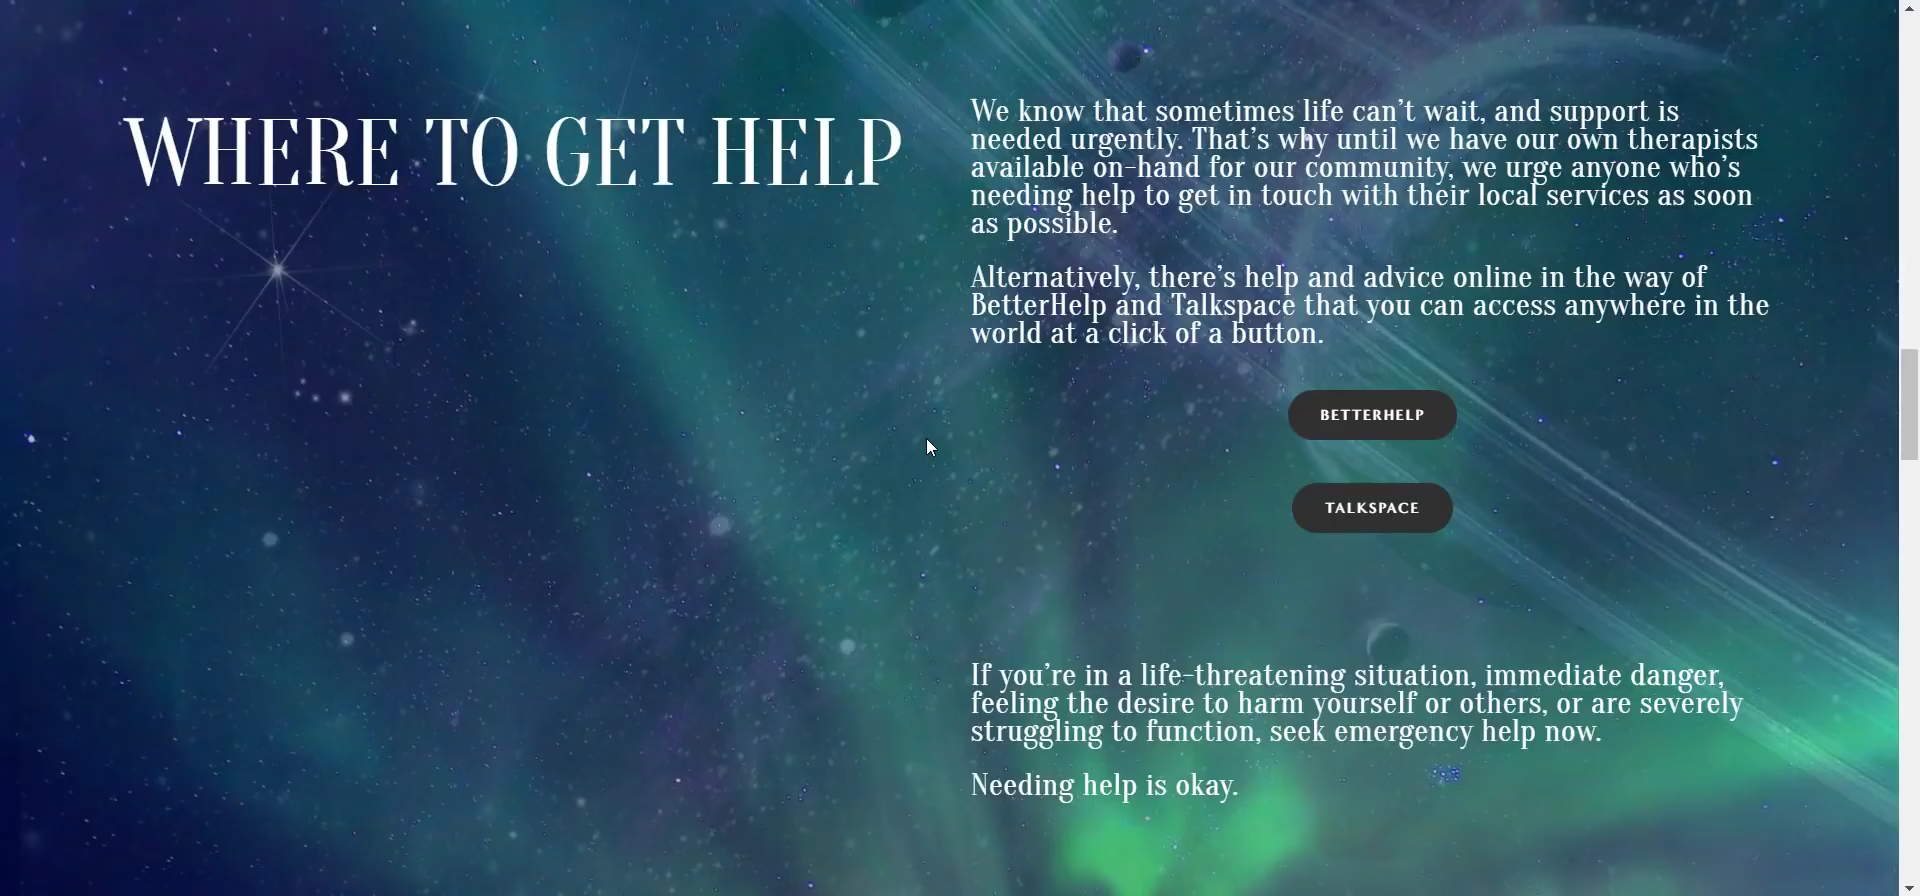 WHERE TO GET HELP
We know that sometimes life can’t wait, and support is
needed urgently. That’s why until we have our own therapists
available on-hand for our community, we urge anyone who’s
needing help to get in touch with their local services as soon
as possible.
Alternatively, there’s help and advice online in the way of
BetterHelp and Talkspace that you can access anywhere in the
world at a click of a button.
BETTERHELP
TALKSPACE
If you’re in a life-threatening situation, immediate danger,
feeling the desire to harm yourself or others, or are severely
struggling to function, seek emergency help now.
Needing help is okay.